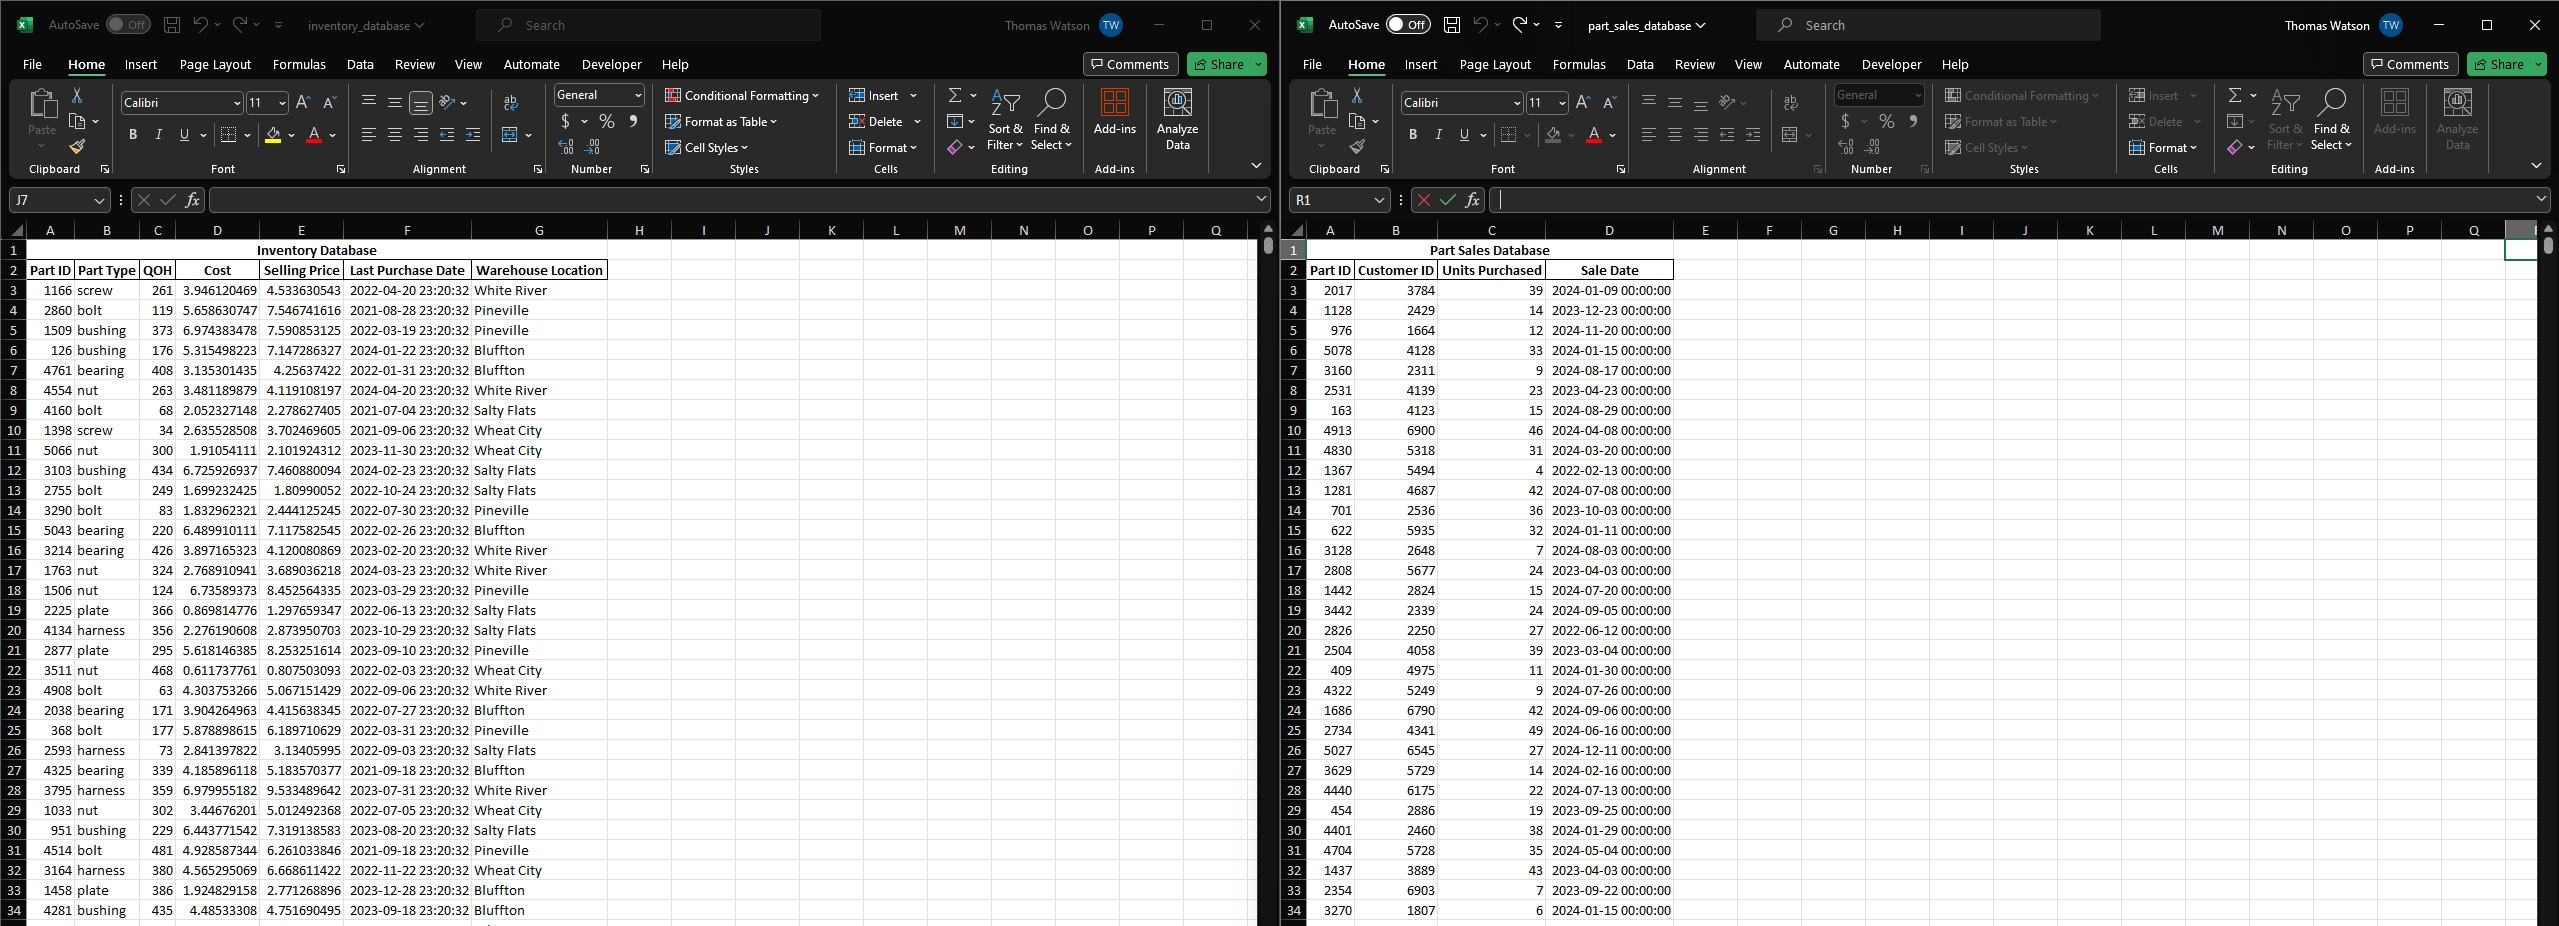 AutoSave Off inventory_database Search Thomas Watson TW
File Home Insert Page Layout Formulas Data Review View Automate Developer Help Comments Share
Paste Calibri 11 A A ab General Conditional Formatting Insert Σ
B I U A $ % 9 Format as Table Delete Sort & Filter Find & Select Add-ins Analyze Data
Cell Styles Format
Clipboard Font Alignment Number Styles Cells Editing Add-ins
J7 fx
A B C D E F G H I J K L M N O P Q
1 Inventory Database
2 Part ID Part Type QOH Cost Selling Price Last Purchase Date Warehouse Location
3 1166 screw 261 3.946120469 4.533630543 2022-04-20 23:20:32 White River
4 2860 bolt 119 5.658630747 7.546741616 2021-08-28 23:20:32 Pineville
5 1509 bushing 373 6.974383478 7.590853125 2022-03-19 23:20:32 Pineville
6 126 bushing 176 5.315498223 7.147286327 2024-01-22 23:20:32 Bluffton
7 4761 bearing 408 3.135301435 4.25637422 2022-01-31 23:20:32 Bluffton
8 4554 nut 263 3.481189879 4.119108197 2024-04-20 23:20:32 White River
9 4160 bolt 68 2.052327148 2.278627405 2021-07-04 23:20:32 Salty Flats
10 1398 screw 34 2.635528508 3.702469605 2021-09-06 23:20:32 Wheat City
11 5066 nut 300 1.91054111 2.101924312 2023-11-30 23:20:32 Wheat City
12 3103 bushing 434 6.725926937 7.460880094 2024-02-23 23:20:32 Salty Flats
13 2755 bolt 249 1.699232425 1.80990052 2022-10-24 23:20:32 Salty Flats
14 3290 bolt 83 1.832962321 2.444125245 2022-07-30 23:20:32 Pineville
15 5043 bearing 220 6.489910111 7.117582545 2022-02-26 23:20:32 Bluffton
16 3214 bearing 426 3.897165323 4.120080869 2023-02-20 23:20:32 White River
17 1763 nut 324 2.768910941 3.689036218 2024-03-23 23:20:32 White River
18 1506 nut 124 6.73589373 8.452564335 2023-03-29 23:20:32 Pineville
19 2225 plate 366 0.869814776 1.297659347 2022-06-13 23:20:32 Salty Flats
20 4134 harness 356 2.276190608 2.873950703 2023-10-29 23:20:32 Salty Flats
21 2877 plate 295 5.618146385 8.253251614 2023-09-10 23:20:32 Pineville
22 3511 nut 468 0.611737761 0.807503093 2022-02-03 23:20:32 Wheat City
23 4908 bolt 63 4.303753266 5.067151429 2022-09-06 23:20:32 White River
24 2038 bearing 171 3.904264963 4.415638345 2022-07-27 23:20:32 Bluffton
25 368 bolt 177 5.878898615 6.189710629 2022-03-31 23:20:32 Pineville
26 2593 harness 73 2.841397822 3.13405995 2022-09-03 23:20:32 Salty Flats
27 4325 bearing 339 4.185896118 5.183570377 2021-09-18 23:20:32 Bluffton
28 3795 harness 359 6.979955182 9.533489642 2023-07-31 23:20:32 White River
29 1033 nut 302 3.44676201 5.012492368 2022-07-05 23:20:32 Wheat City
30 951 bushing 229 6.443771542 7.319138583 2023-08-20 23:20:32 Salty Flats
31 4514 bolt 481 4.928587344 6.261033846 2021-09-18 23:20:32 Pineville
32 3164 harness 380 4.565295069 6.668611422 2022-11-22 23:20:32 Wheat City
33 1458 plate 386 1.924829158 2.771268896 2023-12-28 23:20:32 Bluffton
34 4281 bushing 435 4.48533308 4.751690495 2023-09-18 23:20:32 Bluffton
AutoSave Off part_sales_database Search Thomas Watson TW
File Home Insert Page Layout Formulas Data Review View Automate Developer Help Comments Share
Paste Calibri 11 A A ab General Conditional Formatting Insert Σ
B I U A $ % 9 Format as Table Delete Sort & Filter Find & Select Add-ins Analyze Data
Cell Styles Format
Clipboard Font Alignment Number Styles Cells Editing Add-ins
R1 fx
A B C D E F G H I J K L M N O P Q
1 Part Sales Database
2 Part ID Customer ID Units Purchased Sale Date
3 2017 3784 39 2024-01-09 00:00:00
4 1128 2429 14 2023-12-23 00:00:00
5 976 1664 12 2024-11-20 00:00:00
6 5078 4128 33 2024-01-15 00:00:00
7 3160 2311 9 2024-08-17 00:00:00
8 2531 4139 23 2023-04-23 00:00:00
9 163 4123 15 2024-08-29 00:00:00
10 4913 6900 46 2024-04-08 00:00:00
11 4830 5318 31 2024-03-20 00:00:00
12 1367 5494 4 2022-02-13 00:00:00
13 1281 4687 42 2024-07-08 00:00:00
14 701 2536 36 2023-10-03 00:00:00
15 622 5935 32 2024-01-11 00:00:00
16 3128 2648 7 2024-08-03 00:00:00
17 2808 5677 24 2023-04-03 00:00:00
18 1442 2824 15 2024-07-20 00:00:00
19 3442 2339 24 2024-09-05 00:00:00
20 2826 2250 27 2022-06-12 00:00:00
21 2504 4058 39 2023-03-04 00:00:00
22 409 4975 11 2024-01-30 00:00:00
23 4322 5249 9 2024-07-26 00:00:00
24 1686 6790 42 2024-09-06 00:00:00
25 2734 4341 49 2024-06-16 00:00:00
26 5027 6545 27 2024-12-11 00:00:00
27 3629 5729 14 2024-02-16 00:00:00
28 4440 6175 22 2024-07-13 00:00:00
29 454 2886 19 2023-09-25 00:00:00
30 4401 2460 38 2024-01-29 00:00:00
31 4704 5728 35 2024-05-04 00:00:00
32 1437 3889 43 2023-04-03 00:00:00
33 2354 6903 7 2023-09-22 00:00:00
34 3270 1807 6 2024-01-15 00:00:00